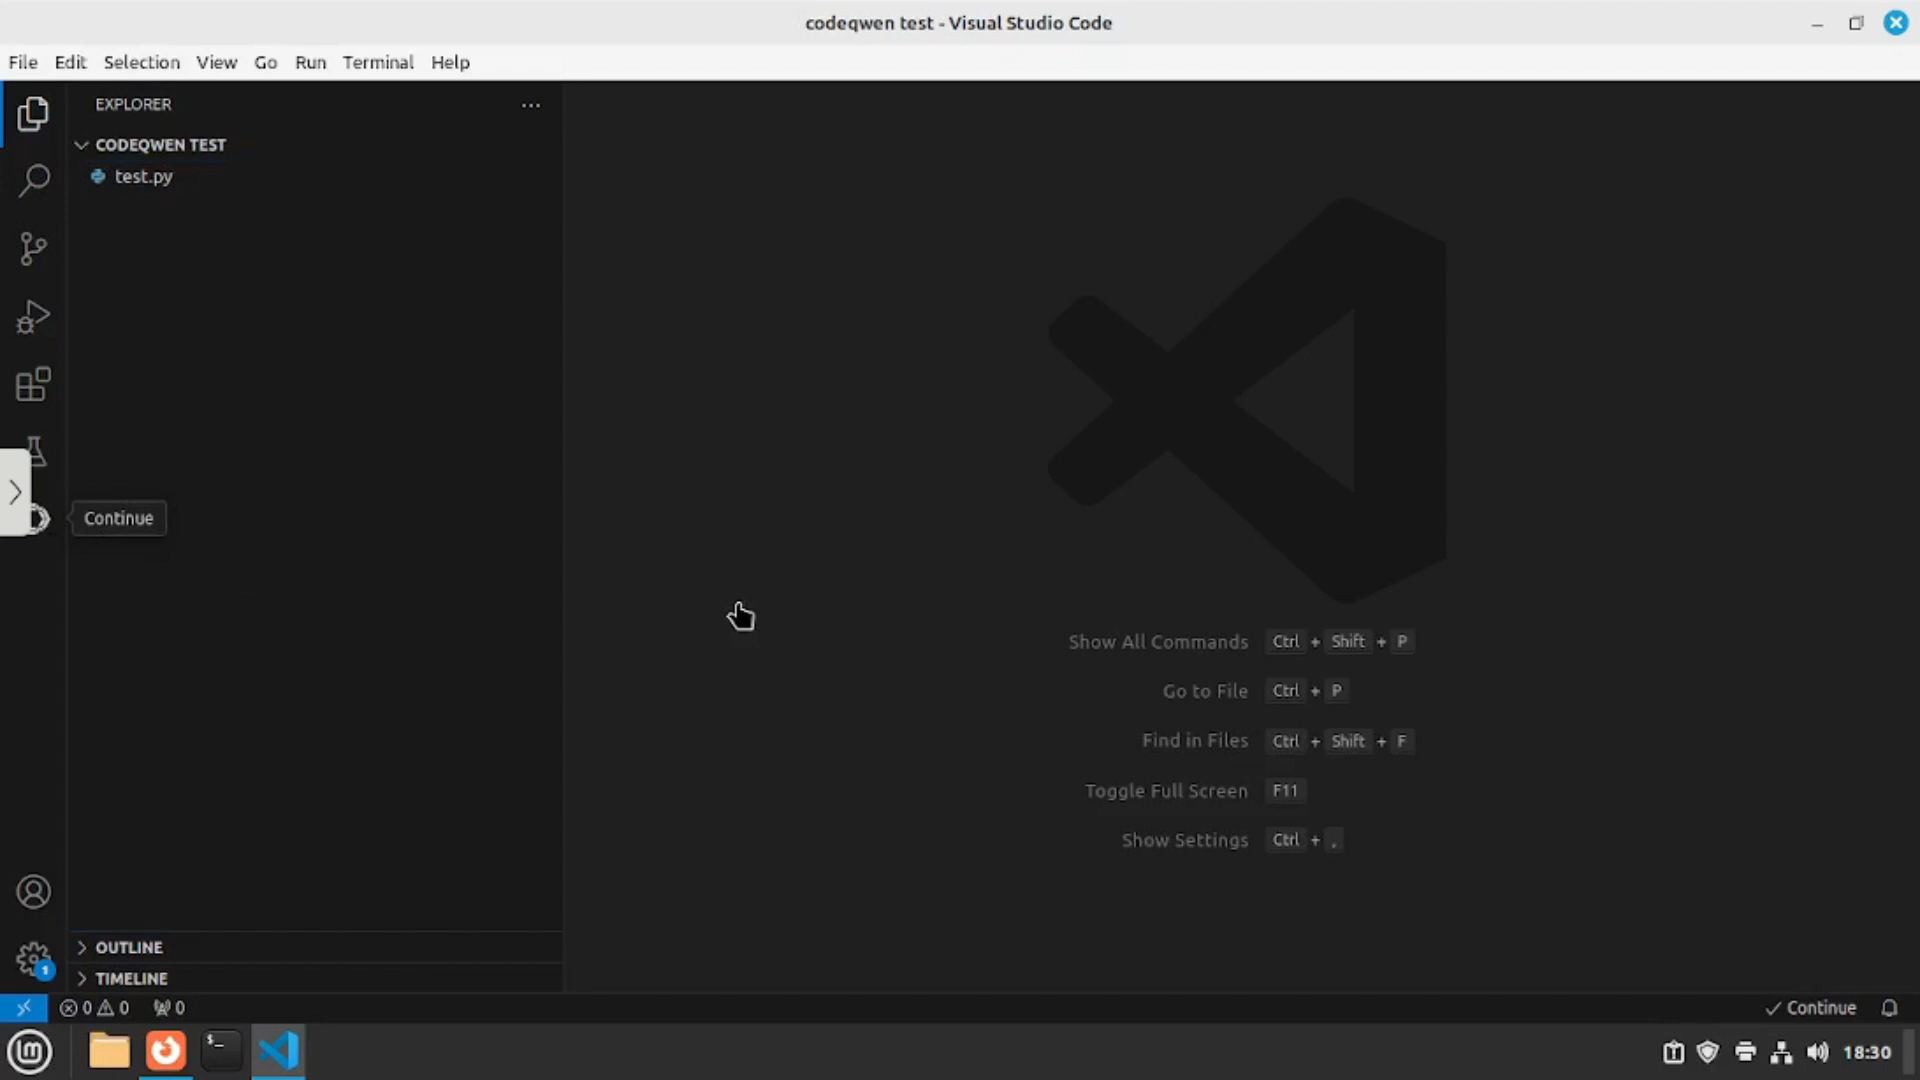 codeqwen test - Visual Studio Code
File Edit Selection View Go Run Terminal Help
EXPLORER
CODEQWEN TEST
test.py
Continue
Show All Commands Ctrl + Shift + P
Go to File Ctrl + P
Find in Files Ctrl + Shift + F
Toggle Full Screen F11
Show Settings Ctrl + ,
OUTLINE
1
TIMELINE
0 0 0 Continue
$_ 18:30